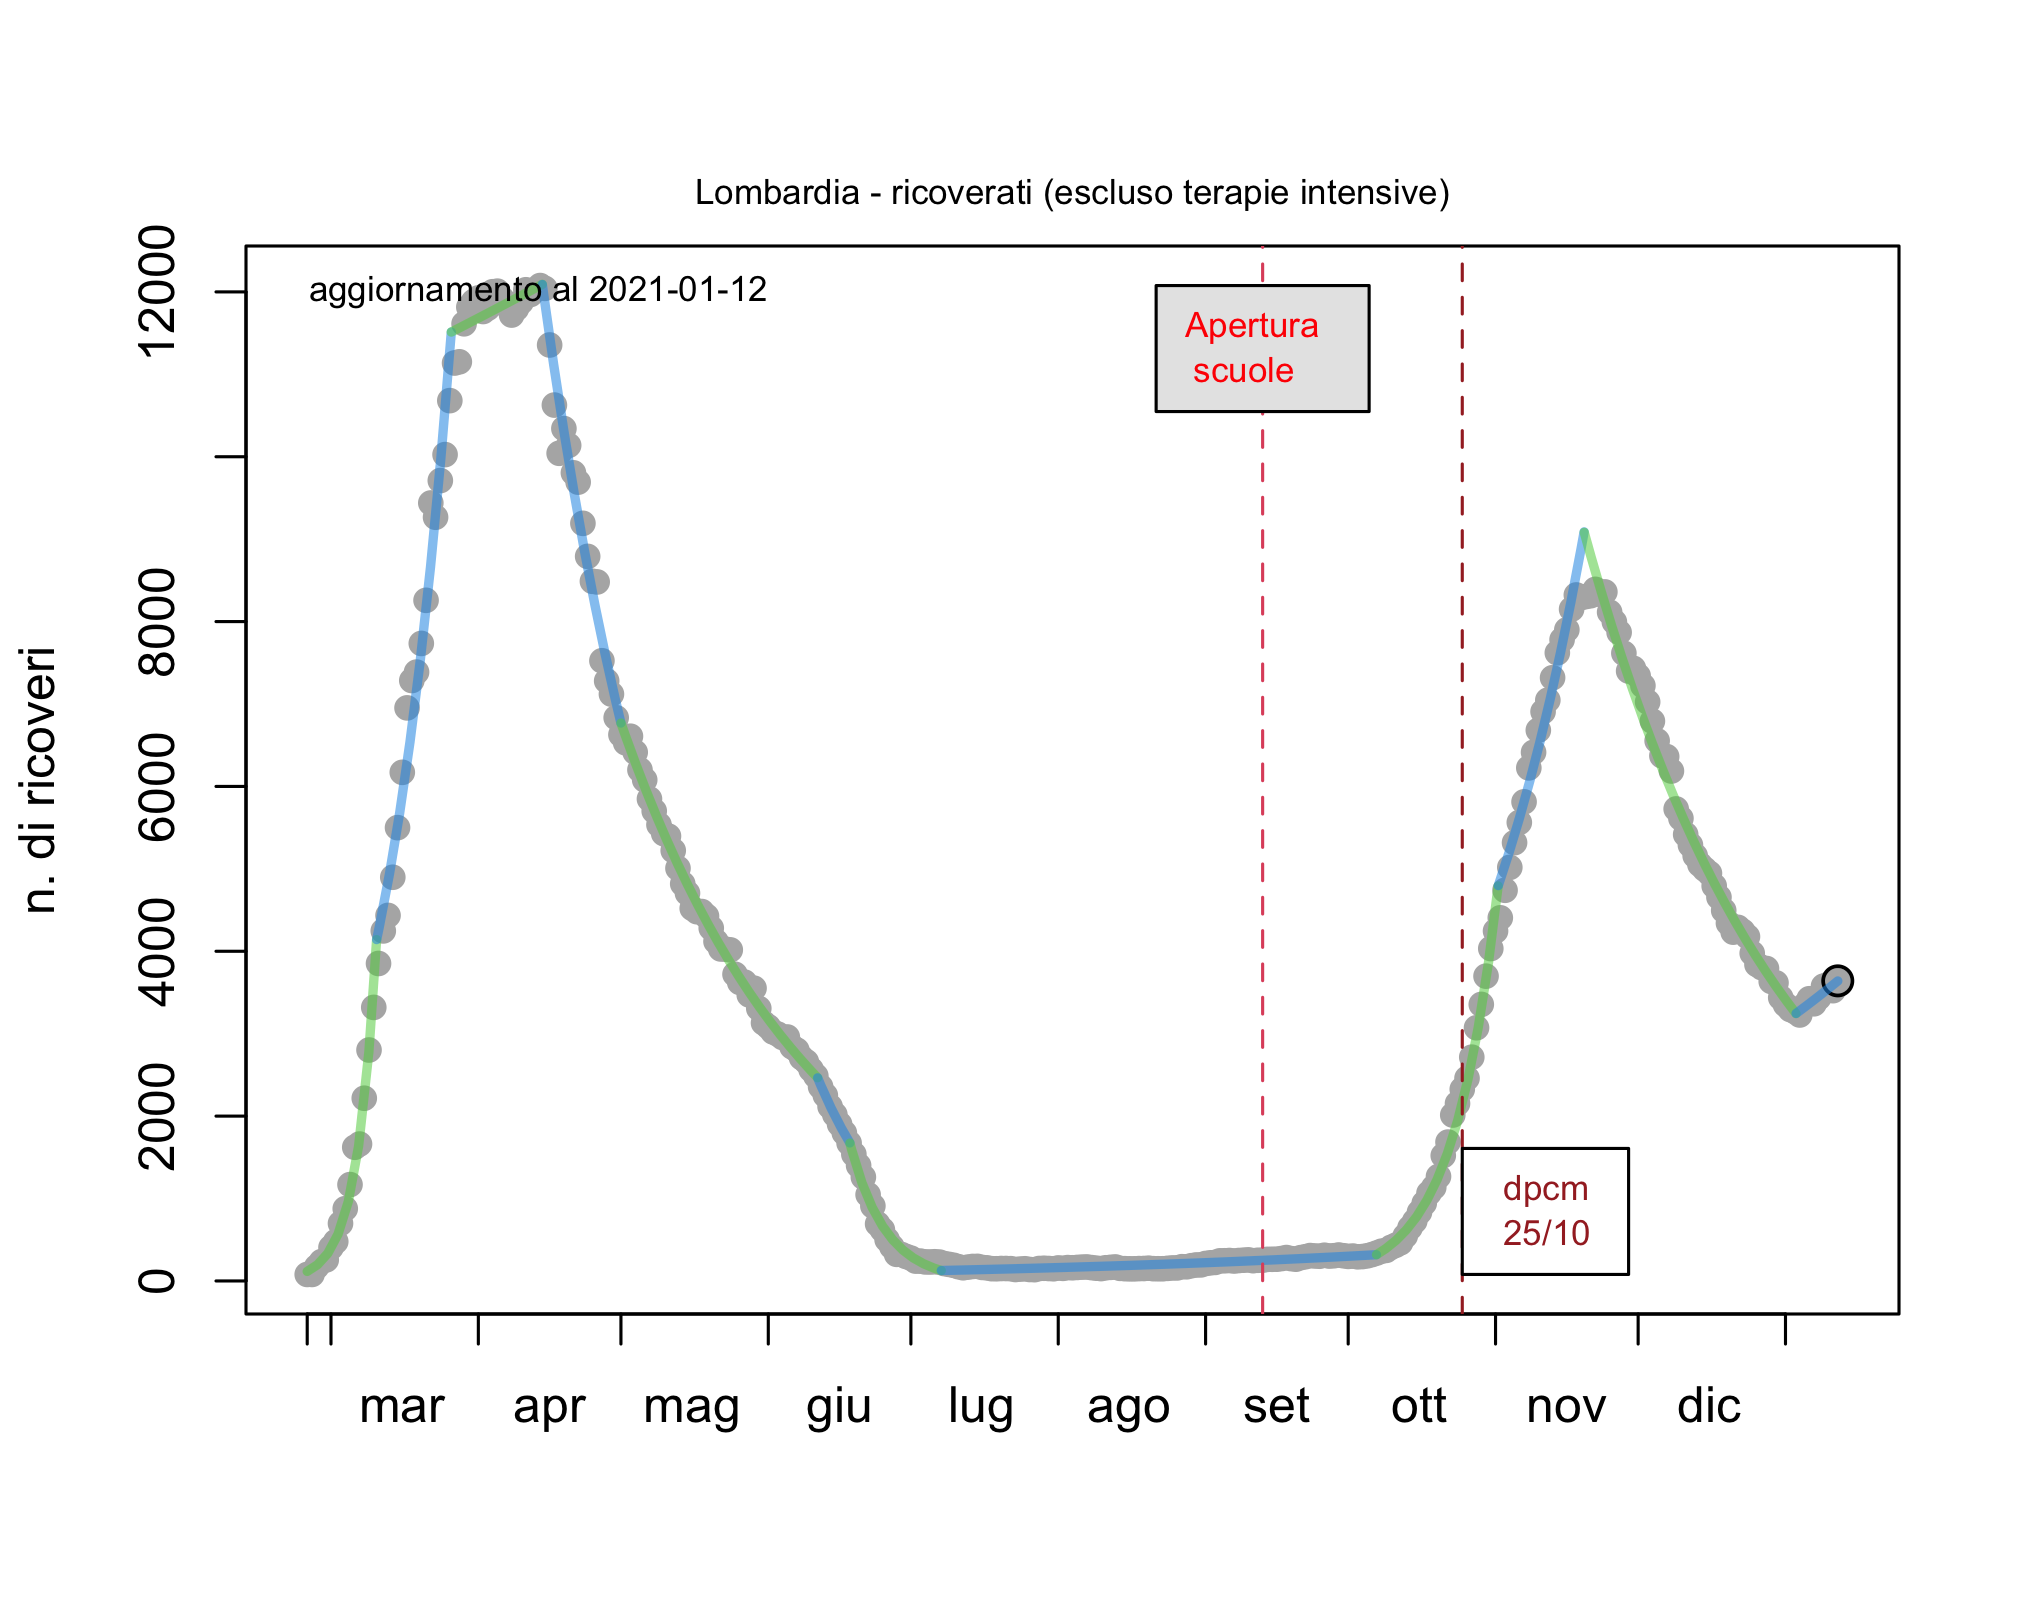 Lombardia - ricoverati (escluso terapie intensive)
aggiornamento al 2021-01-12
Apertura
scuole
dpcm
25/10
n. di ricoveri
12000
8000
6000
4000
2000
0
mar apr mag giu lug ago set ott nov dic